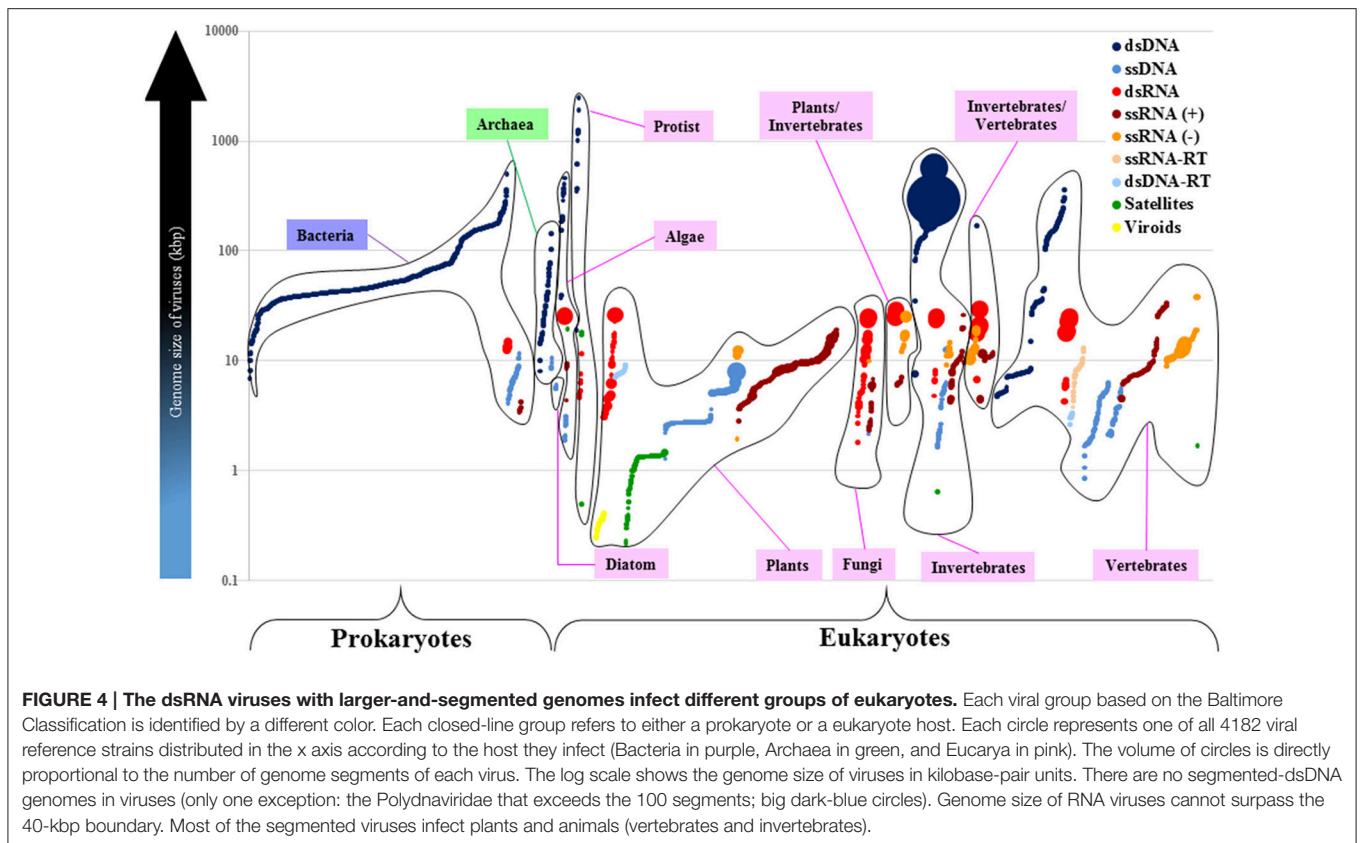 Genome size of viruses (kbp)
10000
1000
100
10
1
0.1
Bacteria
Archaea
Protist
Algae
Plants/
Invertebrates
Invertebrates/
Vertebrates
dsDNA
ssDNA
dsRNA
ssRNA (+)
ssRNA (-)
ssRNA-RT
dsDNA-RT
Satellites
Viroids
Diatom
Plants
Fungi
Invertebrates
Vertebrates
Prokaryotes
Eukaryotes
FIGURE 4 | The dsRNA viruses with larger-and-segmented genomes infect different groups of eukaryotes. Each viral group based on the Baltimore
Classification is identified by a different color. Each closed-line group refers to either a prokaryote or a eukaryote host. Each circle represents one of all 4182 viral
reference strains distributed in the x axis according to the host they infect (Bacteria in purple, Archaea in green, and Eucarya in pink). The volume of circles is directly
proportional to the number of genome segments of each virus. The log scale shows the genome size of viruses in kilobase-pair units. There are no segmented-dsDNA
genomes in viruses (only one exception: the Polydnaviridae that exceeds the 100 segments; big dark-blue circles). Genome size of RNA viruses cannot surpass the
40-kbp boundary. Most of the segmented viruses infect plants and animals (vertebrates and invertebrates).